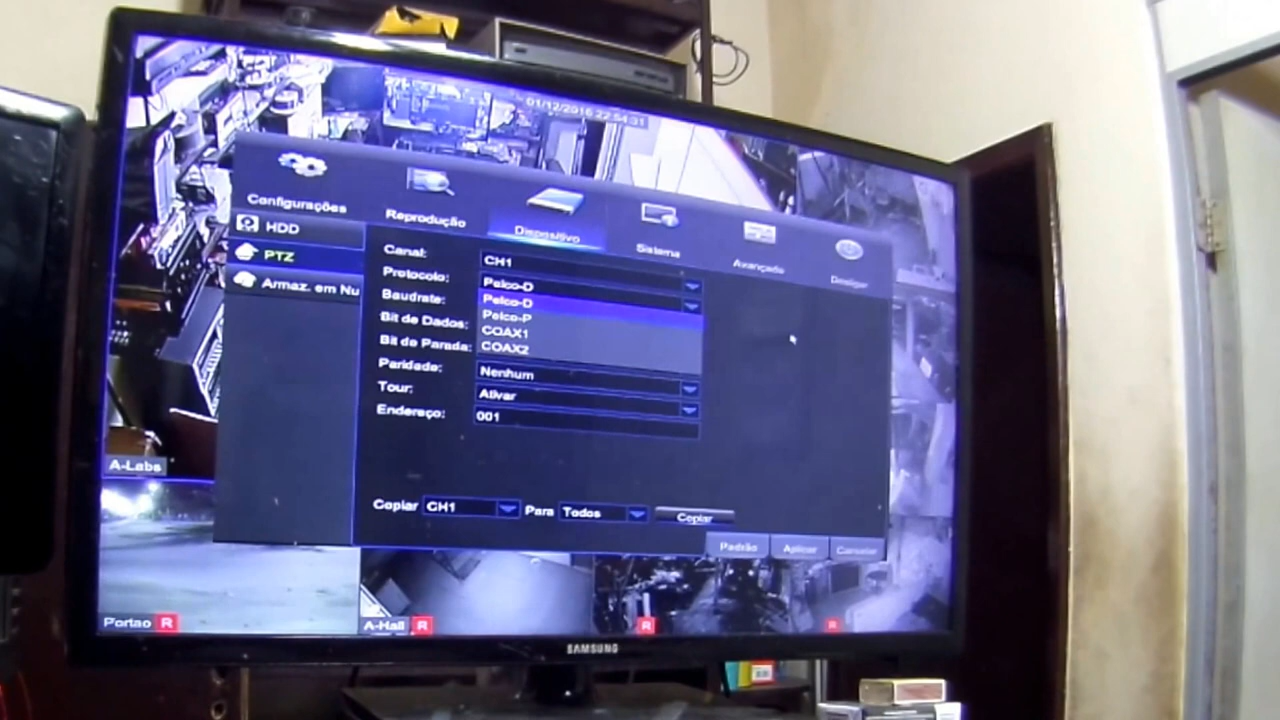 01/12/2016 22:54:31
Configurações
Reprodução
Dispositivo
Sistema
Avançado
Desligar
HDD
PTZ
Armaz. em Nu
Canal: CH1
Protocolo: Pelco-D
Baudrate:
Pelco-D
Pelco-P
COAX1
COAX2
Bit de Dados:
Bit de Parada:
Paridade: Nenhum
Tour: Ativar
Endereço: 001
Copiar CH1 Para Todos Copiar
Padrão Aplicar Cancelar
A-Labs
Portao R
A-Hall R
R
R
SAMSUNG